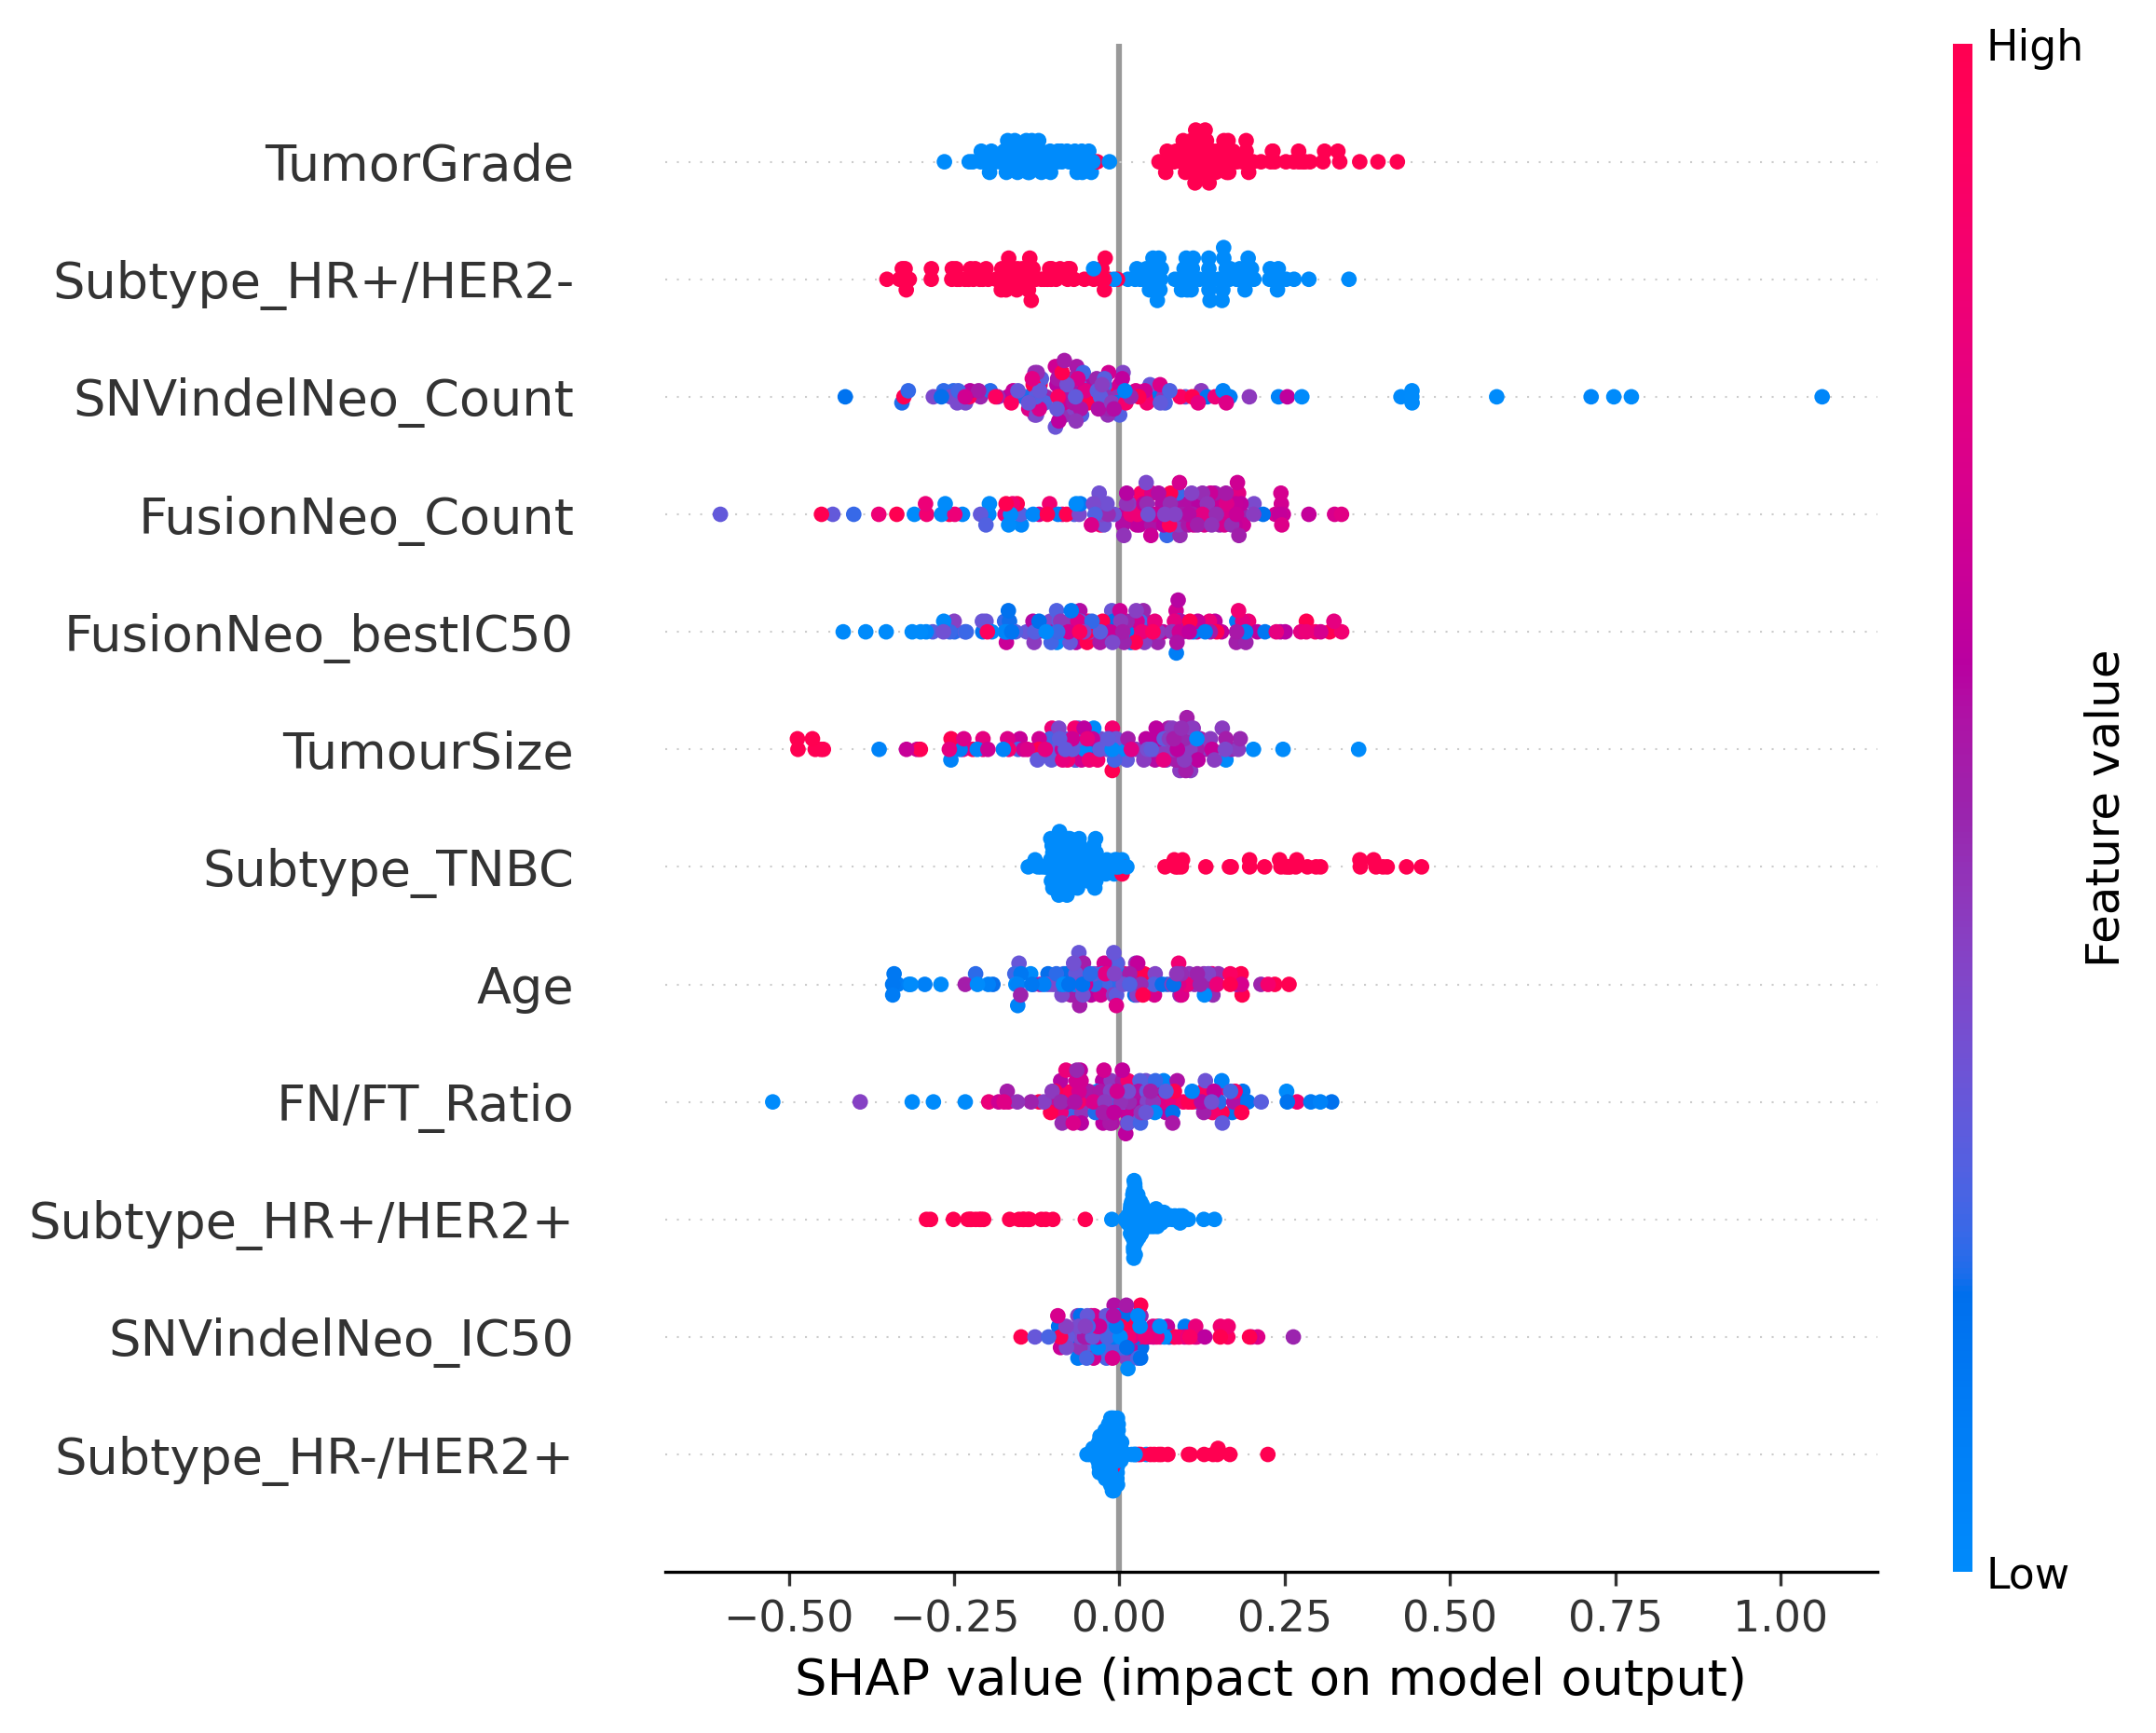 High
TumorGrade
Subtype_HR+/HER2-
SNVindelNeo_Count
FusionNeo_Count
FusionNeo_bestIC50
TumourSize
Subtype_TNBC
Age
FN/FT_Ratio
Subtype_HR+/HER2+
SNVindelNeo_IC50
Subtype_HR-/HER2+
Feature value
Low
−0.50 −0.25 0.00 0.25 0.50 0.75 1.00
SHAP value (impact on model output)